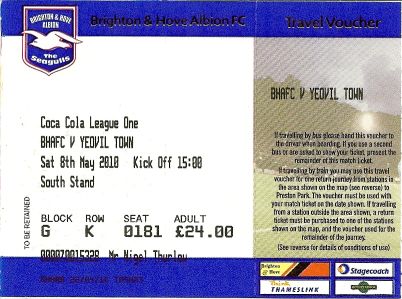 Brighton & Hove Albion FC
Travel Voucher
BRIGHTON & HOVE
ALBION
The
Seagulls
Coca Cola League One
BHAFC V YEOVIL TOWN
Sat 8th May 2010 Kick Off 15:00
South Stand
TO BE RETAINED
BLOCK ROW SEAT ADULT
G K 0181 £24.00
Mr Nigel Thurlow
BHAFC V YEOVIL TOWN
If travelling by bus please hand this voucher to
the driver when boarding. If you use a second
bus or are asked to show your ticket, present the
remainder of this match ticket.
If travelling by train you may use this travel
voucher for one return journey from stations in
the area shown on the map (see reverse) to
Preston Park. The voucher must be used with
your match ticket on the date shown. If travelling
from a station outside the area shown, a return
ticket must be purchased to one of the stations
shown on the map, and the voucher used for the
remainder of the journey.
(See reverse for details of conditions of use)
Brighton
& Hove
THAMESLINK
Stagecoach